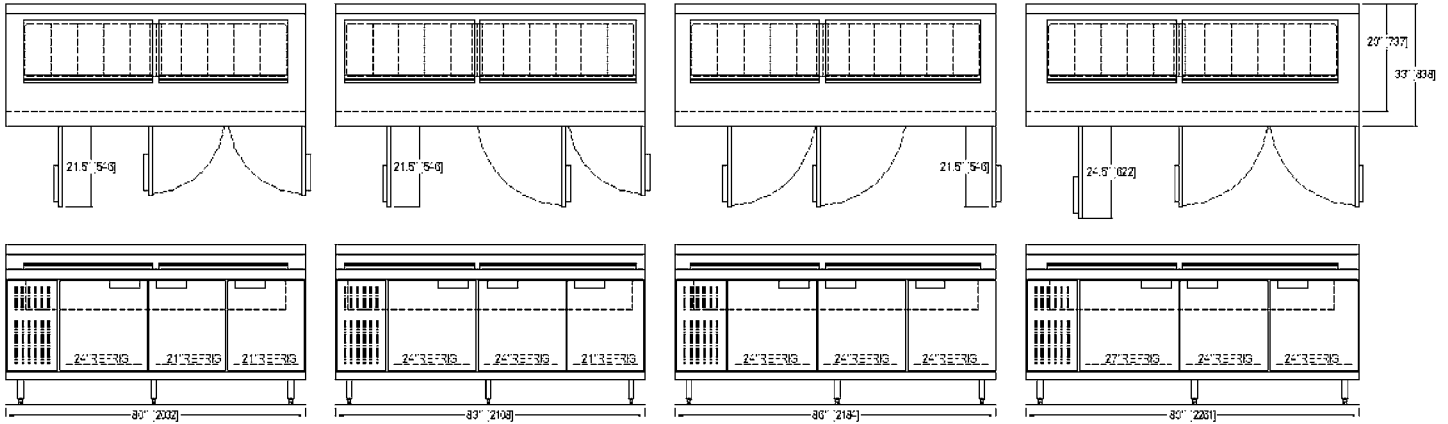 29" [737]
33" [838]
21.5" [546]
21.5" [546]
21.5" [546]
24.5" [622]
24" REFRIG 21" REFRIG 21" REFRIG
24" REFRIG 24" REFRIG 21" REFRIG
24" REFRIG 24" REFRIG 24" REFRIG
27" REFRIG 24" REFRIG 24" REFRIG
80" [2032]
83" [2108]
86" [2184]
89" [2261]